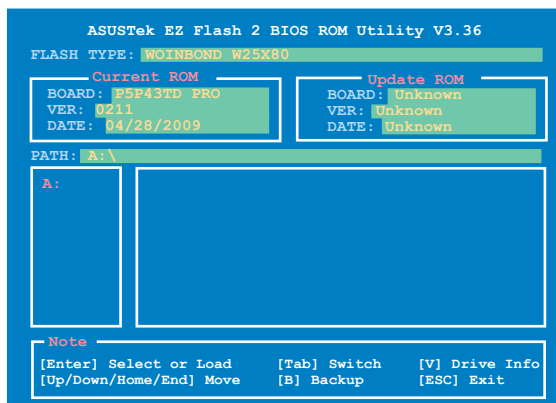 ASUSTek EZ Flash 2 BIOS ROM Utility V3.36
FLASH TYPE: WOINBOND W25X80
Current ROM
BOARD: P5P43TD PRO
VER: 0211
DATE: 04/28/2009
Update ROM
BOARD: Unknown
VER: Unknown
DATE: Unknown
PATH: A:\
A:
Note
[Enter] Select or Load [Tab] Switch [V] Drive Info
[Up/Down/Home/End] Move [B] Backup [ESC] Exit